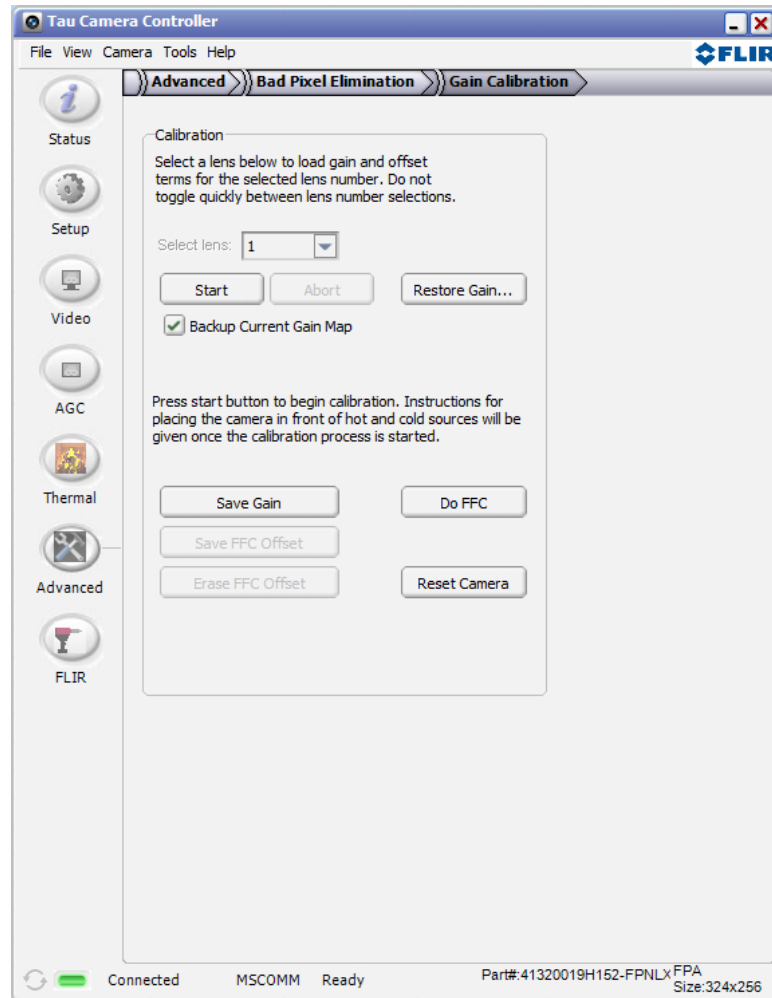 Tau Camera Controller
File View Camera Tools Help
FLIR
Advanced Bad Pixel Elimination Gain Calibration
Status
Setup
Video
AGC
Thermal
Advanced
FLIR
Calibration
Select a lens below to load gain and offset
terms for the selected lens number. Do not
toggle quickly between lens number selections.
Select lens: 1
Start Abort Restore Gain...
Backup Current Gain Map
Press start button to begin calibration. Instructions for
placing the camera in front of hot and cold sources will be
given once the calibration process is started.
Save Gain Do FFC
Save FFC Offset
Erase FFC Offset Reset Camera
Connected MSCOMM Ready Part#:41320019H152-FPNLX FPA
Size:324x256